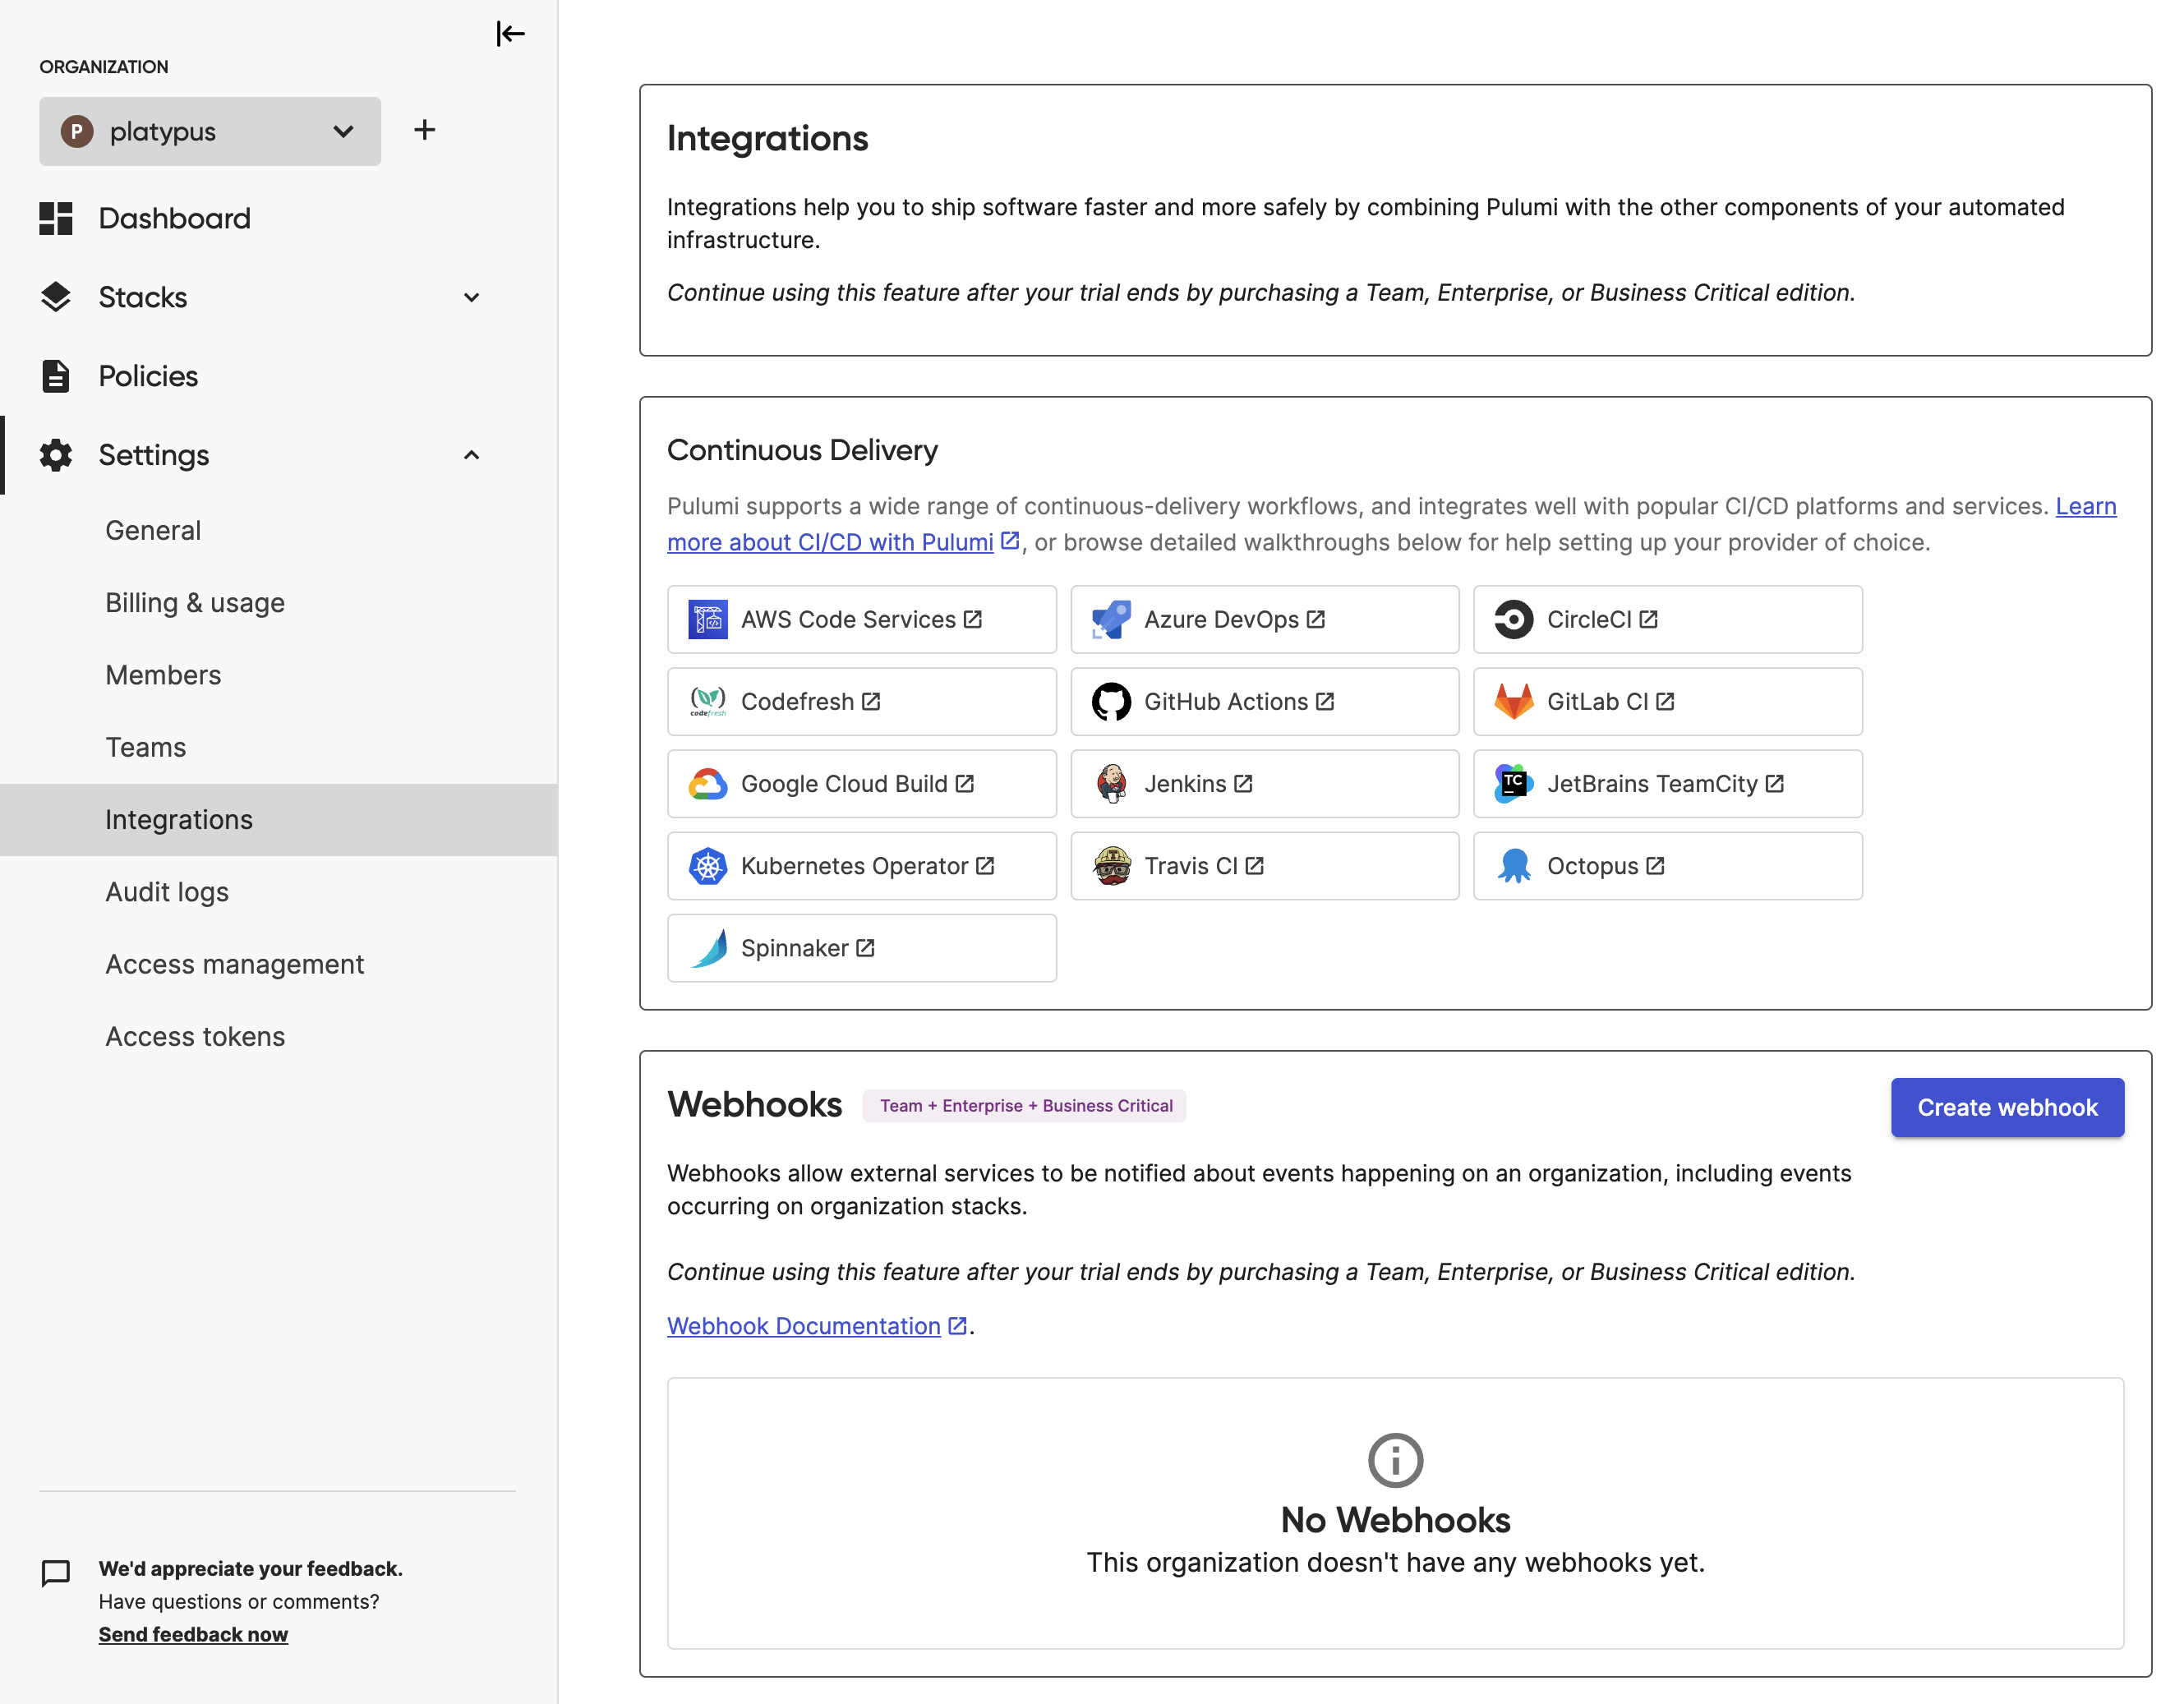 ORGANIZATION
P platypus
Dashboard
Stacks
Policies
Settings
General
Billing & usage
Members
Teams
Integrations
Audit logs
Access management
Access tokens
We'd appreciate your feedback.
Have questions or comments?
Send feedback now
Integrations
Integrations help you to ship software faster and more safely by combining Pulumi with the other components of your automated
infrastructure.
Continue using this feature after your trial ends by purchasing a Team, Enterprise, or Business Critical edition.
Continuous Delivery
Pulumi supports a wide range of continuous-delivery workflows, and integrates well with popular CI/CD platforms and services. Learn
more about CI/CD with Pulumi, or browse detailed walkthroughs below for help setting up your provider of choice.
AWS Code Services
Azure DevOps
CircleCI
codefresh Codefresh
GitHub Actions
GitLab CI
Google Cloud Build
Jenkins
TC JetBrains TeamCity
Kubernetes Operator
T Travis CI
Octopus
Spinnaker
Webhooks Team + Enterprise + Business Critical
Create webhook
Webhooks allow external services to be notified about events happening on an organization, including events
occurring on organization stacks.
Continue using this feature after your trial ends by purchasing a Team, Enterprise, or Business Critical edition.
Webhook Documentation.
No Webhooks
This organization doesn't have any webhooks yet.